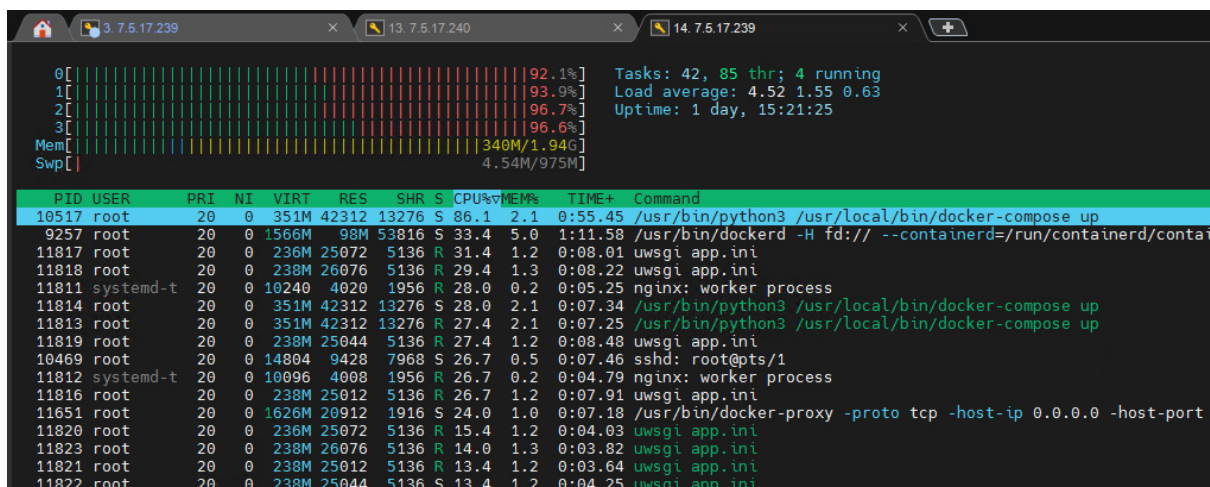 3. 7.5.17.239 × 13. 7.5.17.240 × 14. 7.5.17.239 ×
0[92.1%] Tasks: 42, 85 thr; 4 running
1[93.9%] Load average: 4.52 1.55 0.63
2[96.7%] Uptime: 1 day, 15:21:25
3[96.6%]
Mem[340M/1.94G]
Swp[4.54M/975M]
PID USER PRI NI VIRT RES SHR S CPU%▽MEM% TIME+ Command
10517 root 20 0 351M 42312 13276 S 86.1 2.1 0:55.45 /usr/bin/python3 /usr/local/bin/docker-compose up
9257 root 20 0 1566M 98M 53816 S 33.4 5.0 1:11.58 /usr/bin/dockerd -H fd:// --containerd=/run/containerd/contai
11817 root 20 0 236M 25072 5136 R 31.4 1.2 0:08.01 uwsgi app.ini
11818 root 20 0 238M 26076 5136 R 29.4 1.3 0:08.22 uwsgi app.ini
11811 systemd-t 20 0 10240 4020 1956 R 28.0 0.2 0:05.25 nginx: worker process
11814 root 20 0 351M 42312 13276 S 28.0 2.1 0:07.34 /usr/bin/python3 /usr/local/bin/docker-compose up
11813 root 20 0 351M 42312 13276 R 27.4 2.1 0:07.25 /usr/bin/python3 /usr/local/bin/docker-compose up
11819 root 20 0 238M 25044 5136 R 27.4 1.2 0:08.48 uwsgi app.ini
10469 root 20 0 14804 9428 7968 S 26.7 0.5 0:07.46 sshd: root@pts/1
11812 systemd-t 20 0 10096 4008 1956 R 26.7 0.2 0:04.79 nginx: worker process
11816 root 20 0 238M 25012 5136 R 26.7 1.2 0:07.91 uwsgi app.ini
11651 root 20 0 1626M 20912 1916 S 24.0 1.0 0:07.18 /usr/bin/docker-proxy -proto tcp -host-ip 0.0.0.0 -host-port
11820 root 20 0 236M 25072 5136 R 15.4 1.2 0:04.03 uwsgi app.ini
11823 root 20 0 238M 26076 5136 R 14.0 1.3 0:03.82 uwsgi app.ini
11821 root 20 0 238M 25012 5136 R 13.4 1.2 0:03.64 uwsgi app.ini
11822 root 20 0 238M 25044 5136 S 13.4 1.2 0:04.25 uwsgi app.ini